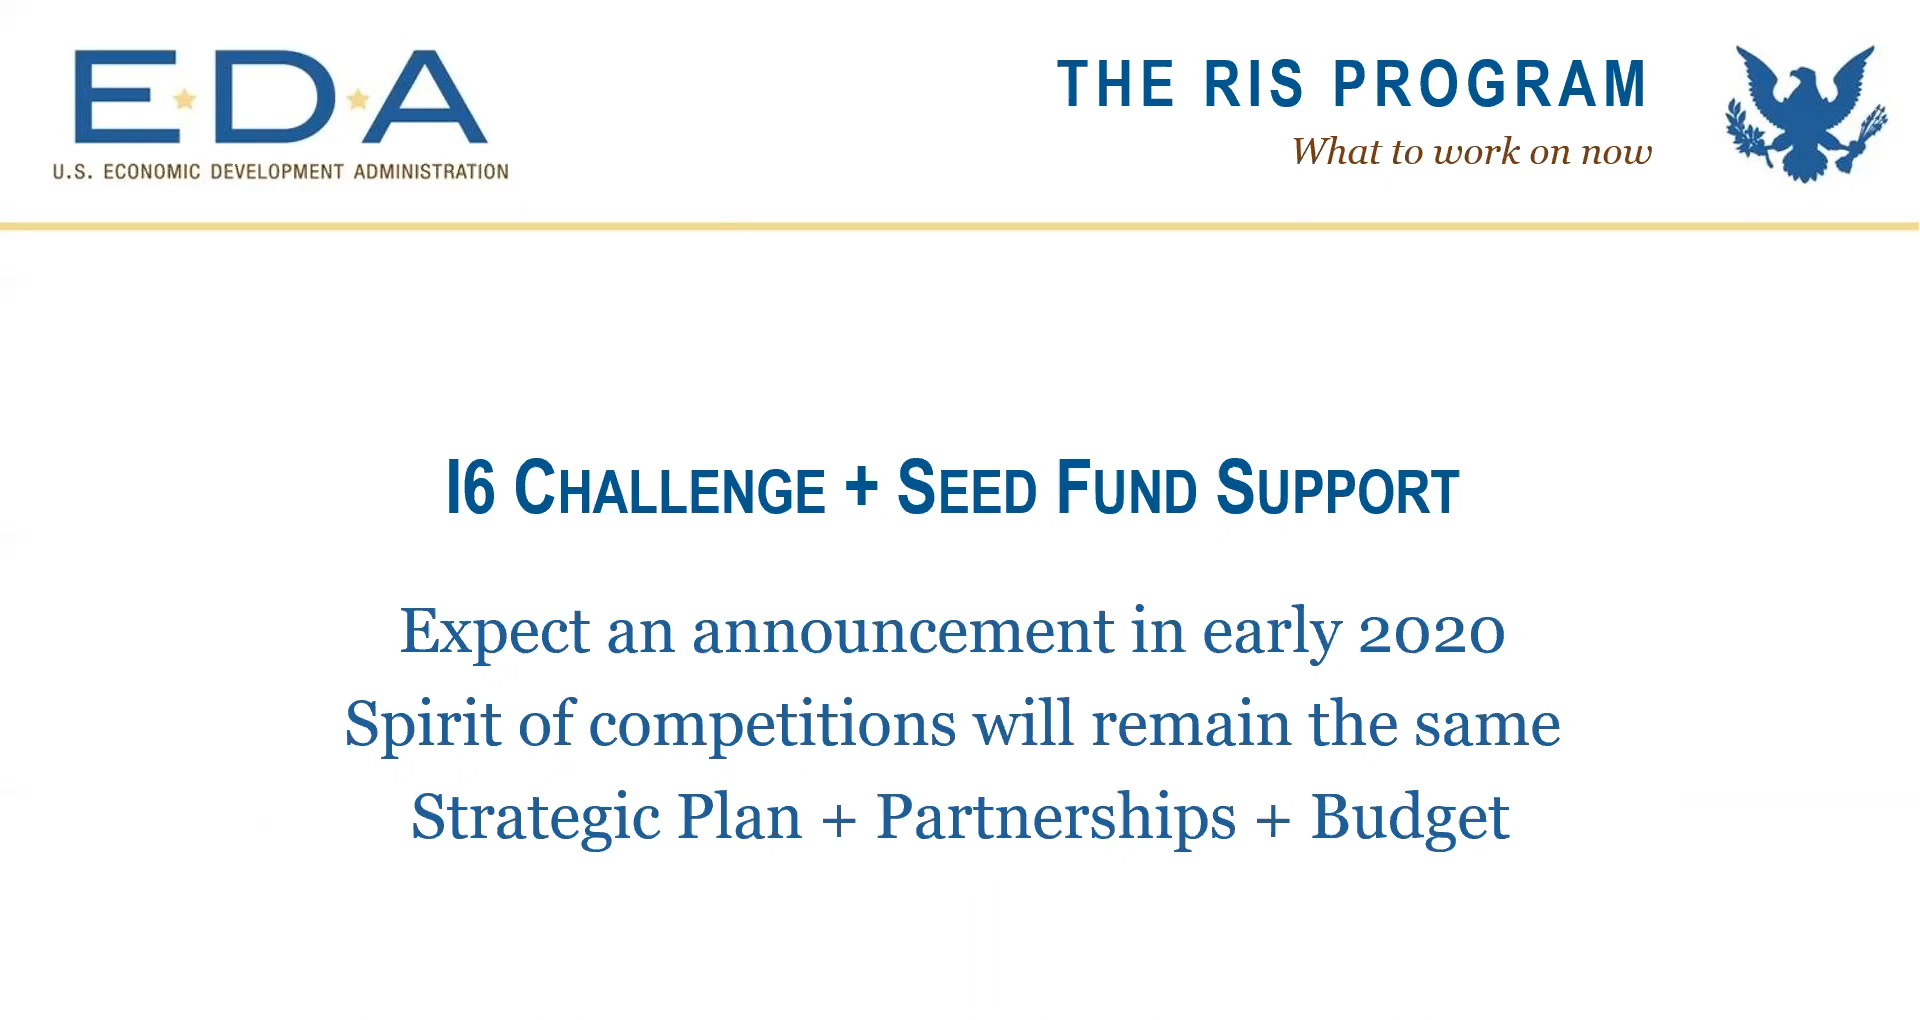 EDA
U.S. ECONOMIC DEVELOPMENT ADMINISTRATION
THE RIS PROGRAM
What to work on now
I6 CHALLENGE + SEED FUND SUPPORT
Expect an announcement in early 2020
Spirit of competitions will remain the same
Strategic Plan + Partnerships + Budget